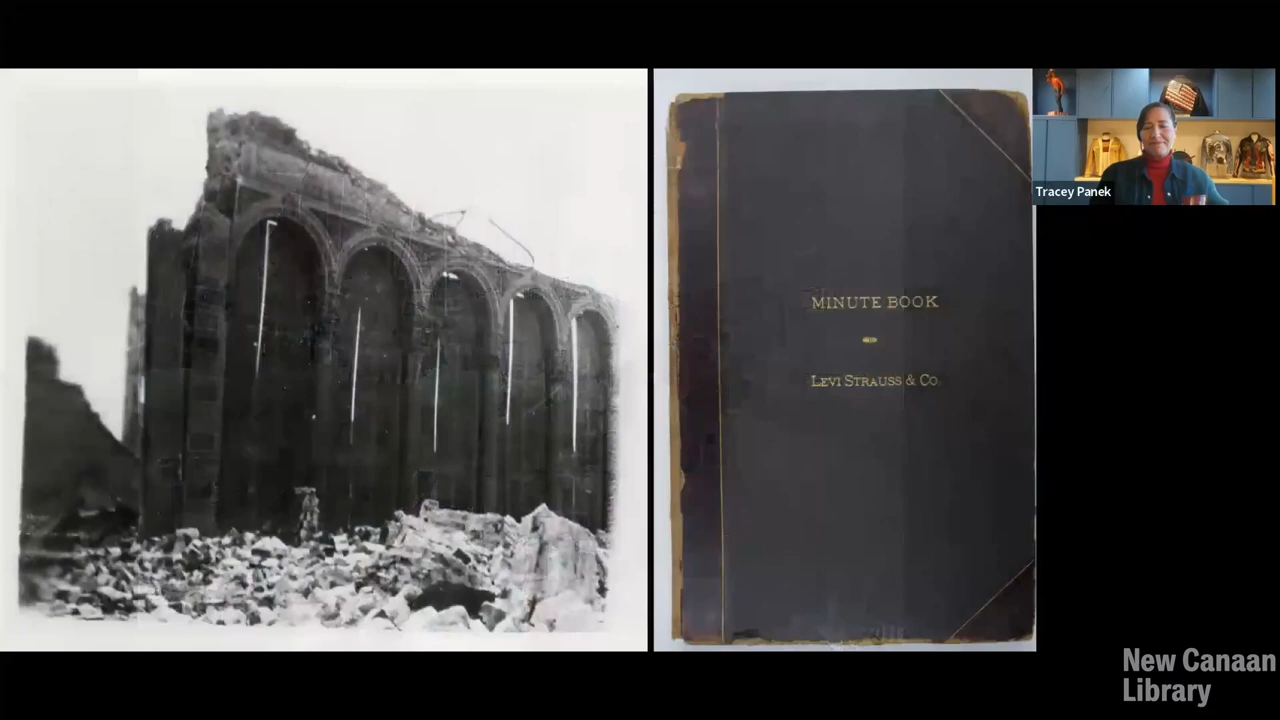 MINUTE BOOK
LEVI STRAUSS & CO.
Tracey Panek
New Canaan
Library